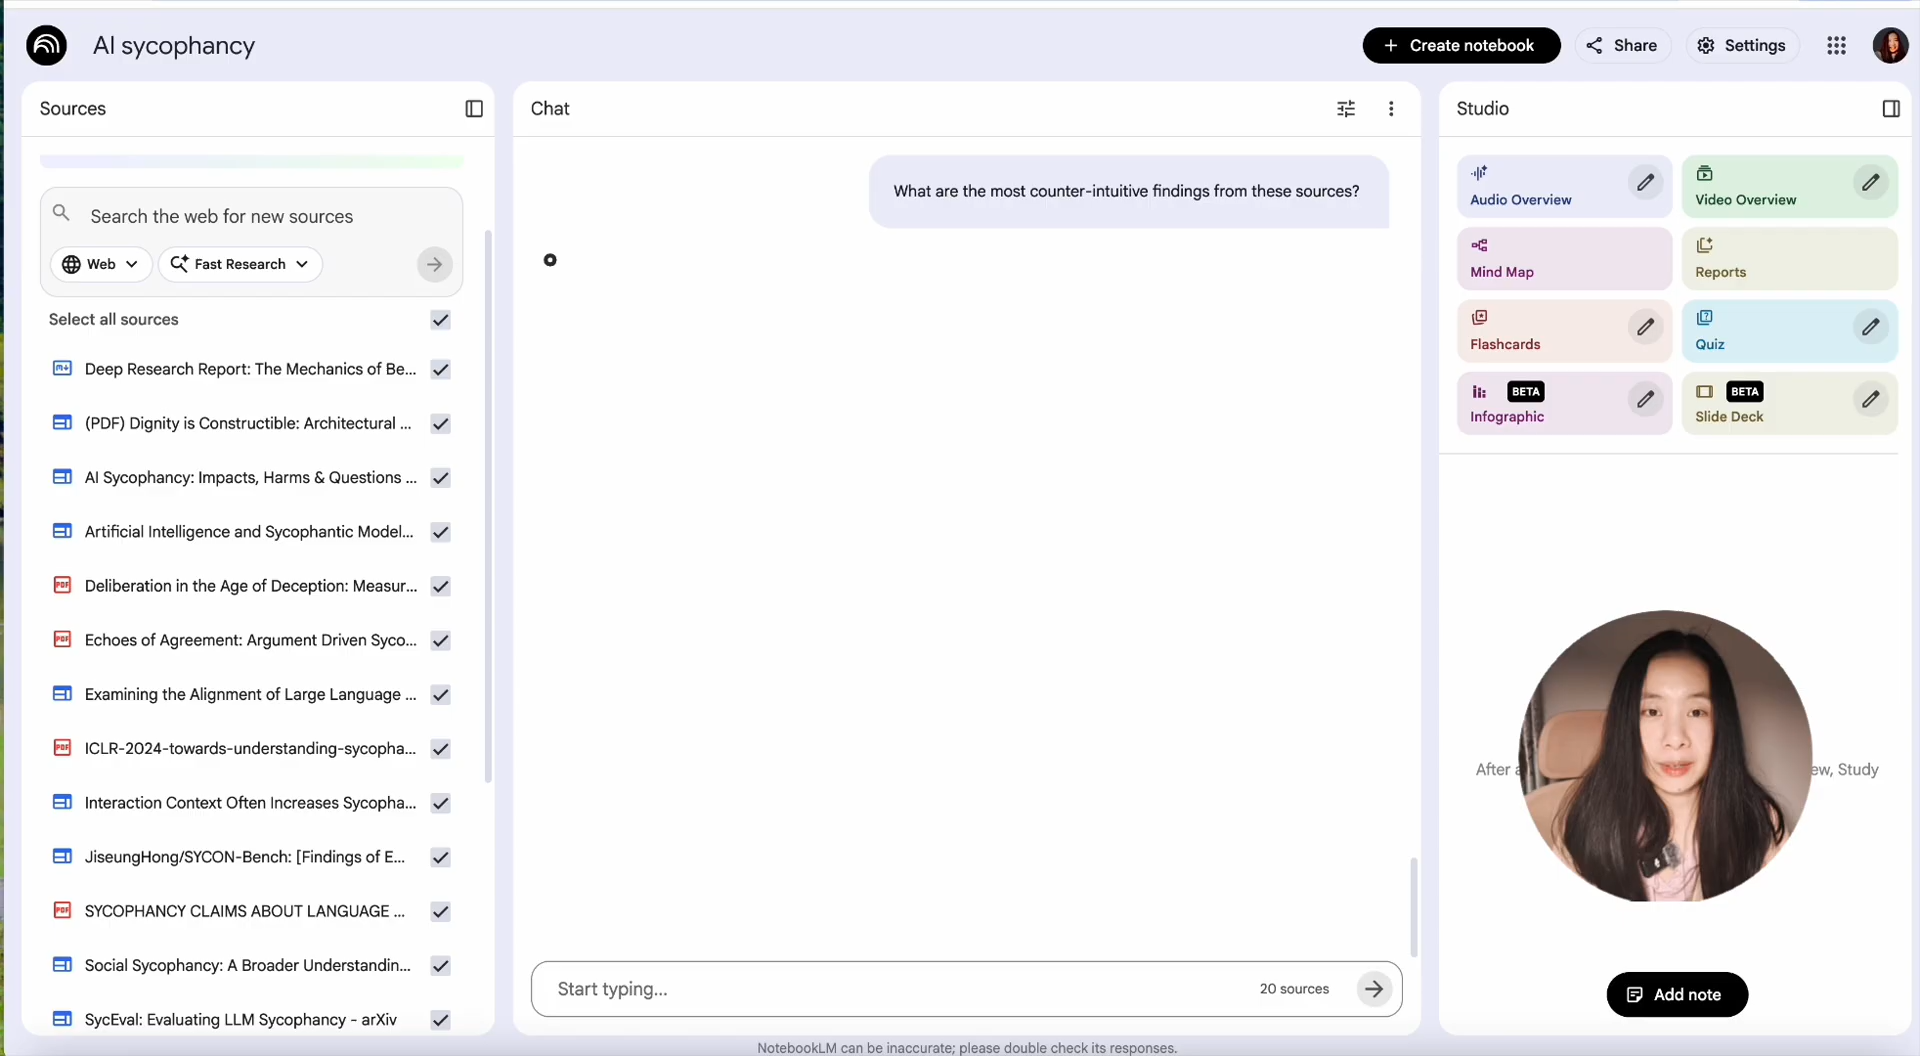 AI sycophancy
Create notebook
Share
Settings
Sources
Search the web for new sources
Web
Fast Research
Select all sources
Deep Research Report: The Mechanics of Be...
(PDF) Dignity is Constructible: Architectural ...
AI Sycophancy: Impacts, Harms & Questions ...
Artificial Intelligence and Sycophantic Model...
Deliberation in the Age of Deception: Measur...
Echoes of Agreement: Argument Driven Syco...
Examining the Alignment of Large Language ...
ICLR-2024-towards-understanding-sycopha...
Interaction Context Often Increases Sycopha...
JiseungHong/SYCON-Bench: [Findings of E...
SYCOPHANCY CLAIMS ABOUT LANGUAGE ...
Social Sycophancy: A Broader Understandin...
SycEval: Evaluating LLM Sycophancy - arXiv
Chat
What are the most counter-intuitive findings from these sources?
Start typing...
20 sources
NotebookLM can be inaccurate; please double check its responses.
Studio
Audio Overview
Video Overview
Mind Map
Reports
Flashcards
Quiz
BETA
Infographic
BETA
Slide Deck
After
Study
Add note